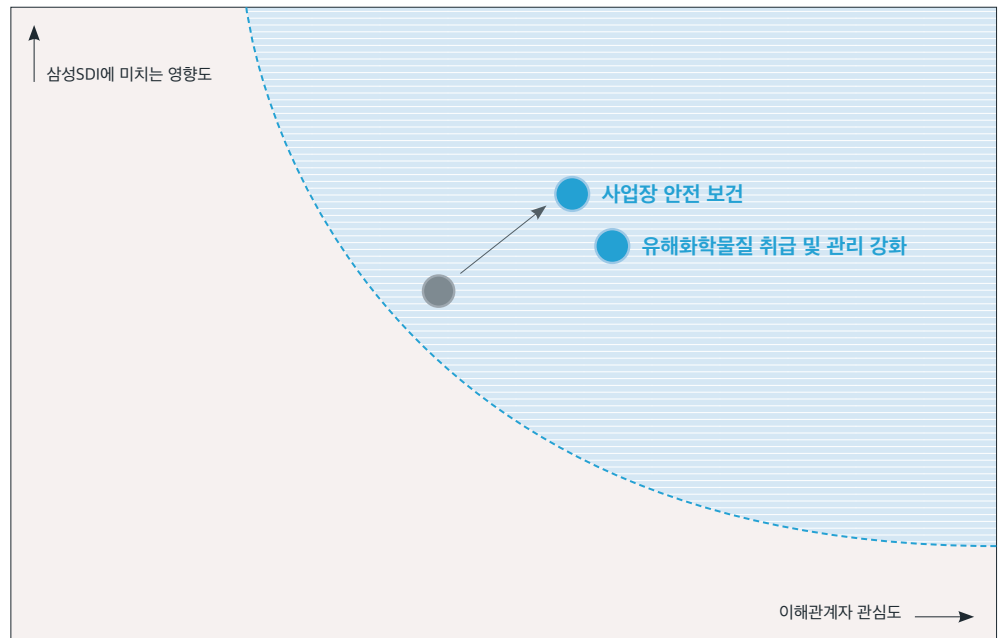 삼성SDI에 미치는 영향도
사업장 안전 보건
유해화학물질 취급 및 관리 강화
이해관계자 관심도